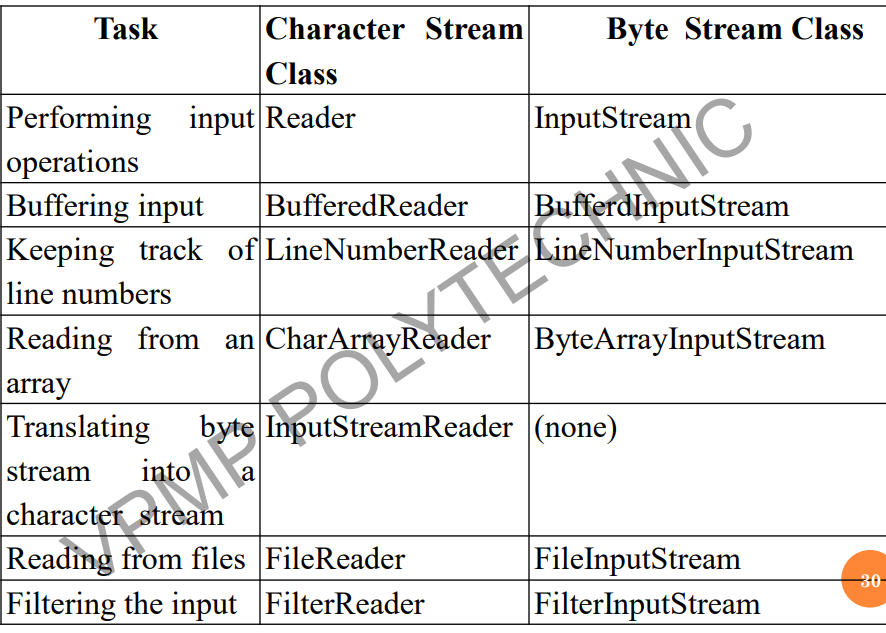 Task Character Stream Class Byte Stream Class
Performing input operations Reader InputStream
Buffering input BufferedReader BufferdInputStream
Keeping track of line numbers LineNumberReader LineNumberInputStream
Reading from an array CharArrayReader ByteArrayInputStream
Translating byte stream into a character stream InputStreamReader (none)
Reading from files FileReader FileInputStream
Filtering the input FilterReader FilterInputStream
VPMP POLYTECHNIC
30